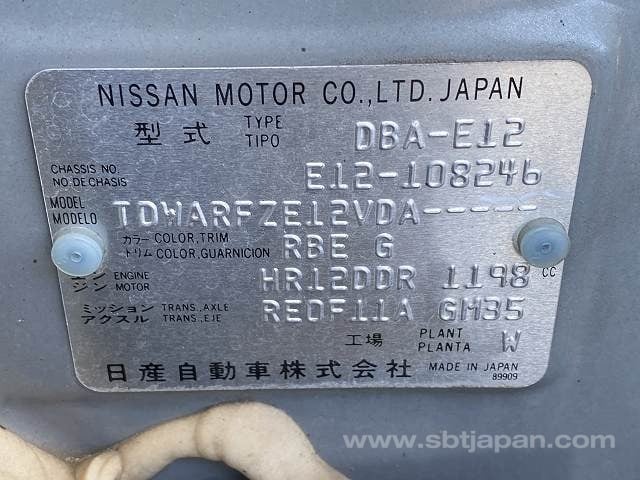 NISSAN MOTOR CO.,LTD. JAPAN
型式 TYPE TIPO DBA-E12
CHASSIS NO. NO. DE CHASIS E12-108246
MODEL MODELO TDWARFZE12VDA-----
カラー COLOR,TRIM トリム COLOR,GUARNICION RBE G
エンジン ENGINE MOTOR HR12DDR 1198 CC
ミッション TRANS.,AXLE アクスル TRANS.,EJE RE0F11A GM35
工場 PLANT PLANTA W
日産自動車株式会社 MADE IN JAPAN
89909
www.sbtjapan.com